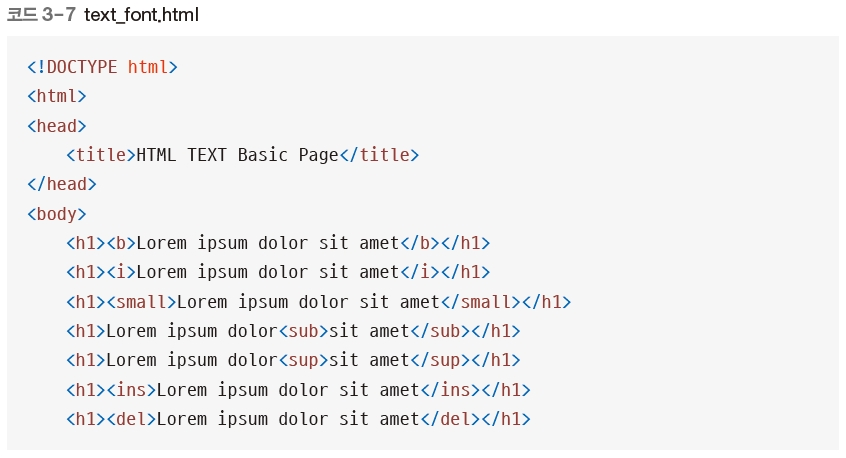 코드 3-7 text_font.html
<!DOCTYPE html>
<html>
<head>
    <title>HTML TEXT Basic Page</title>
</head>
<body>
    <h1><b>Lorem ipsum dolor sit amet</b></h1>
    <h1><i>Lorem ipsum dolor sit amet</i></h1>
    <h1><small>Lorem ipsum dolor sit amet</small></h1>
    <h1>Lorem ipsum dolor<sub>sit amet</sub></h1>
    <h1>Lorem ipsum dolor<sup>sit amet</sup></h1>
    <h1><ins>Lorem ipsum dolor sit amet</ins></h1>
    <h1><del>Lorem ipsum dolor sit amet</del></h1>